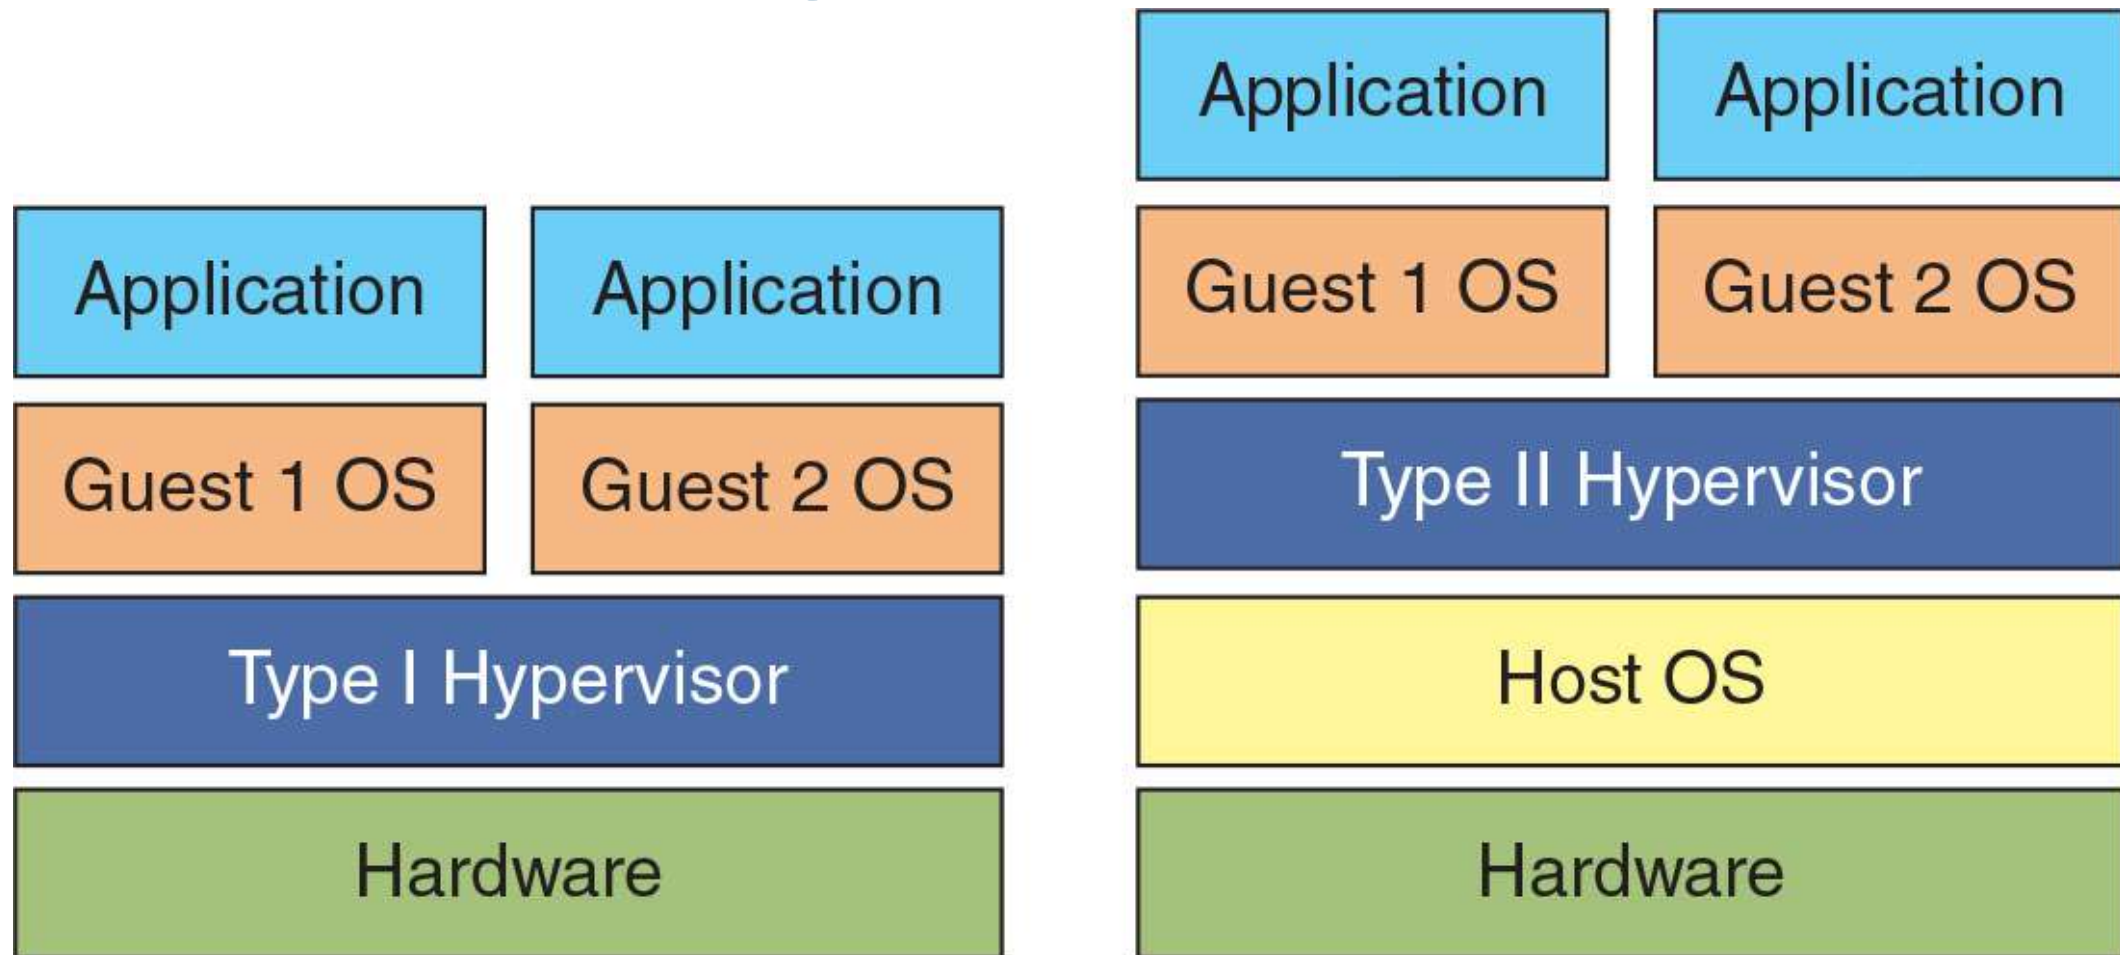 Application
Application
Guest 1 OS
Guest 2 OS
Type I Hypervisor
Hardware
Application
Application
Guest 1 OS
Guest 2 OS
Type II Hypervisor
Host OS
Hardware